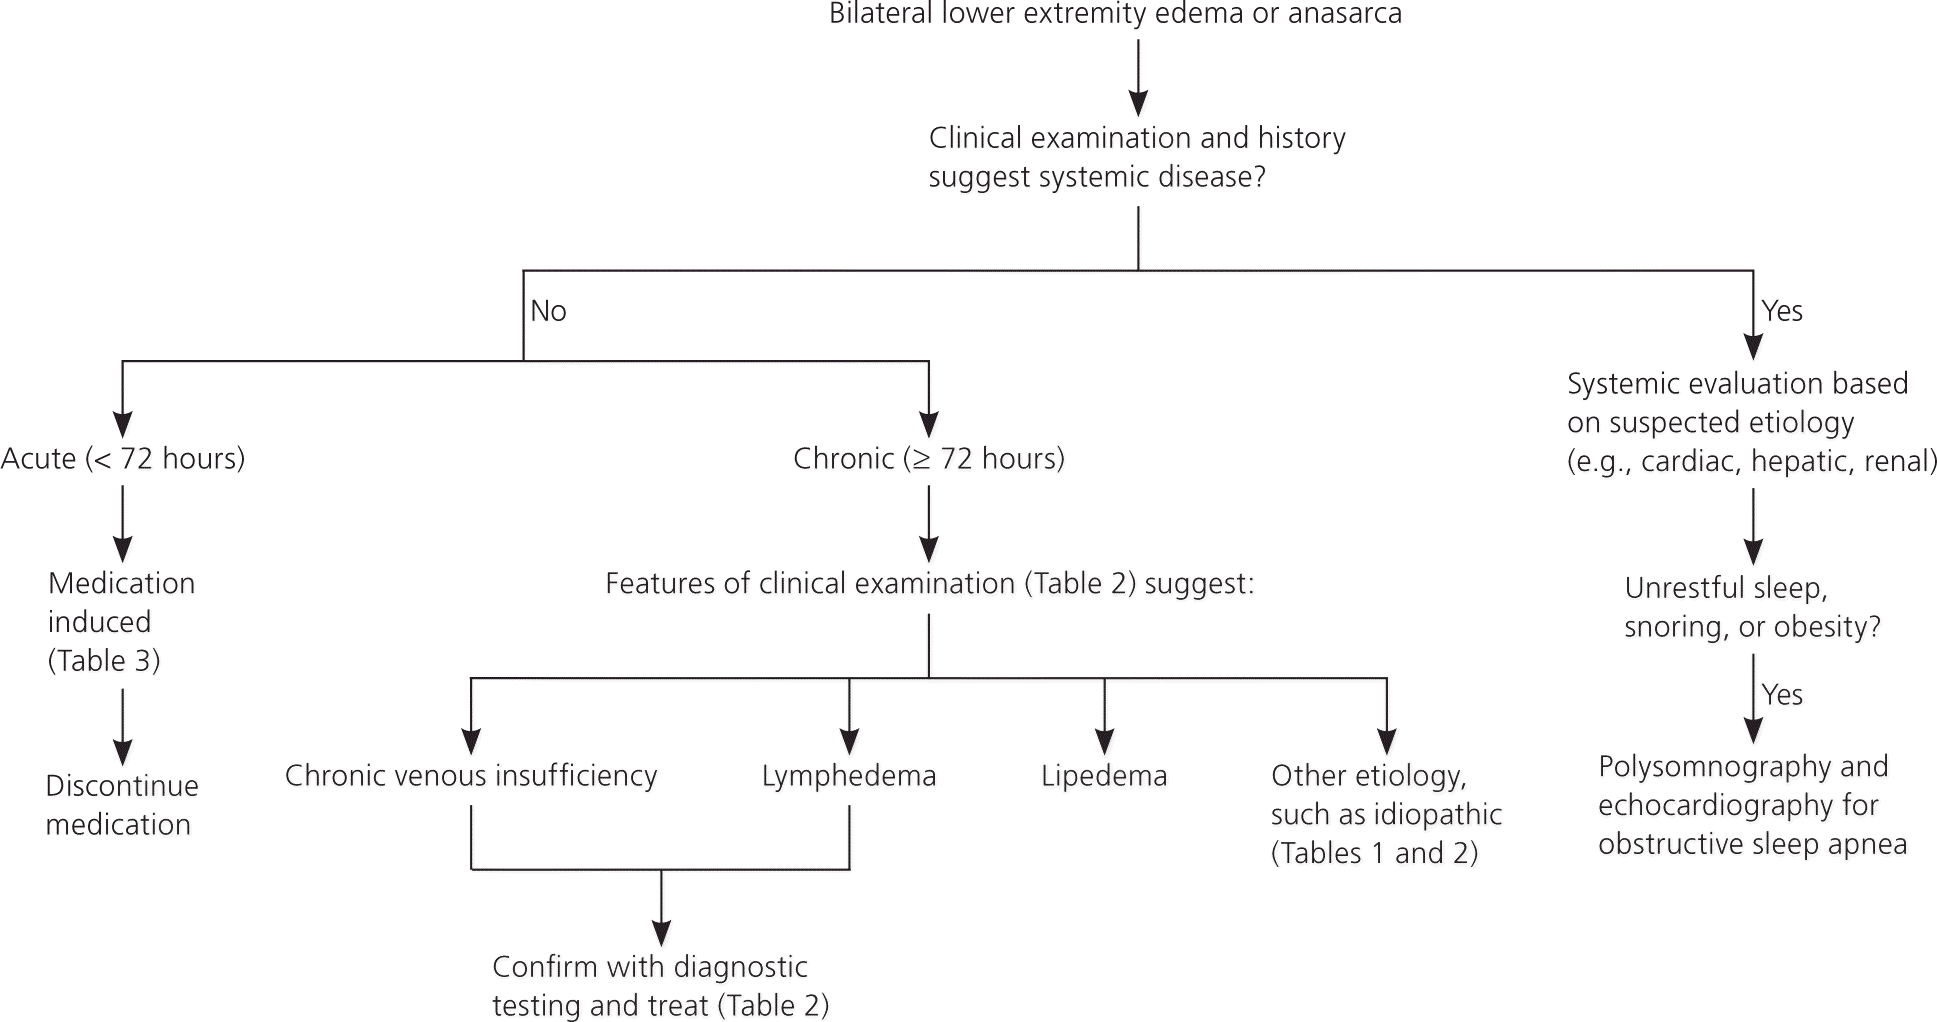 Bilateral lower extremity edema or anasarca
Clinical examination and history
suggest systemic disease?
No
Yes
Acute (< 72 hours)
Chronic (≥ 72 hours)
Systemic evaluation based
on suspected etiology
(e.g., cardiac, hepatic, renal)
Medication
induced
(Table 3)
Features of clinical examination (Table 2) suggest:
Unrestful sleep,
snoring, or obesity?
Yes
Discontinue
medication
Chronic venous insufficiency
Lymphedema
Lipedema
Other etiology,
such as idiopathic
(Tables 1 and 2)
Polysomnography and
echocardiography for
obstructive sleep apnea
Confirm with diagnostic
testing and treat (Table 2)